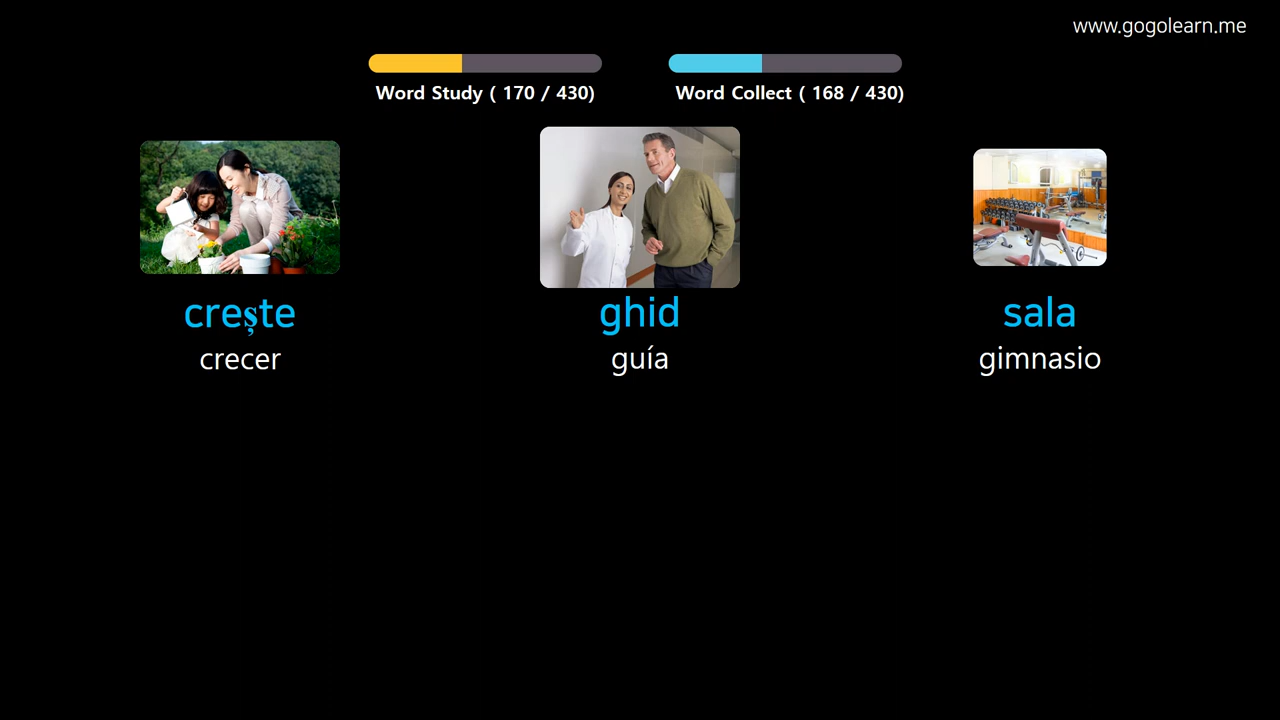 www.gogolearn.me
Word Study ( 170 / 430)
Word Collect ( 168 / 430)
crește
ghid
sala
crecer
guía
gimnasio